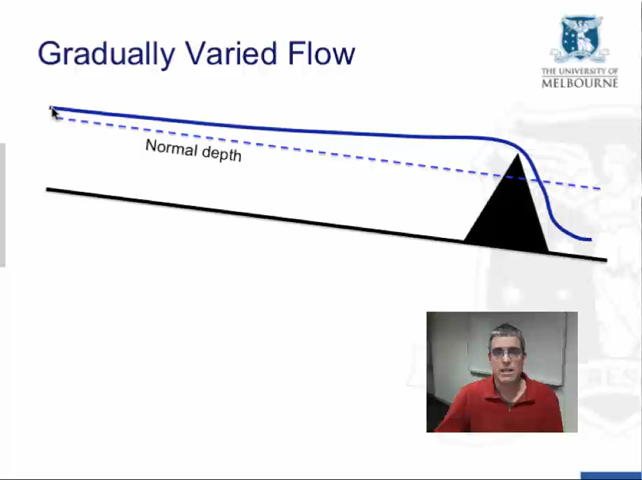 Gradually Varied Flow
THE UNIVERSITY OF
MELBOURNE
Normal depth